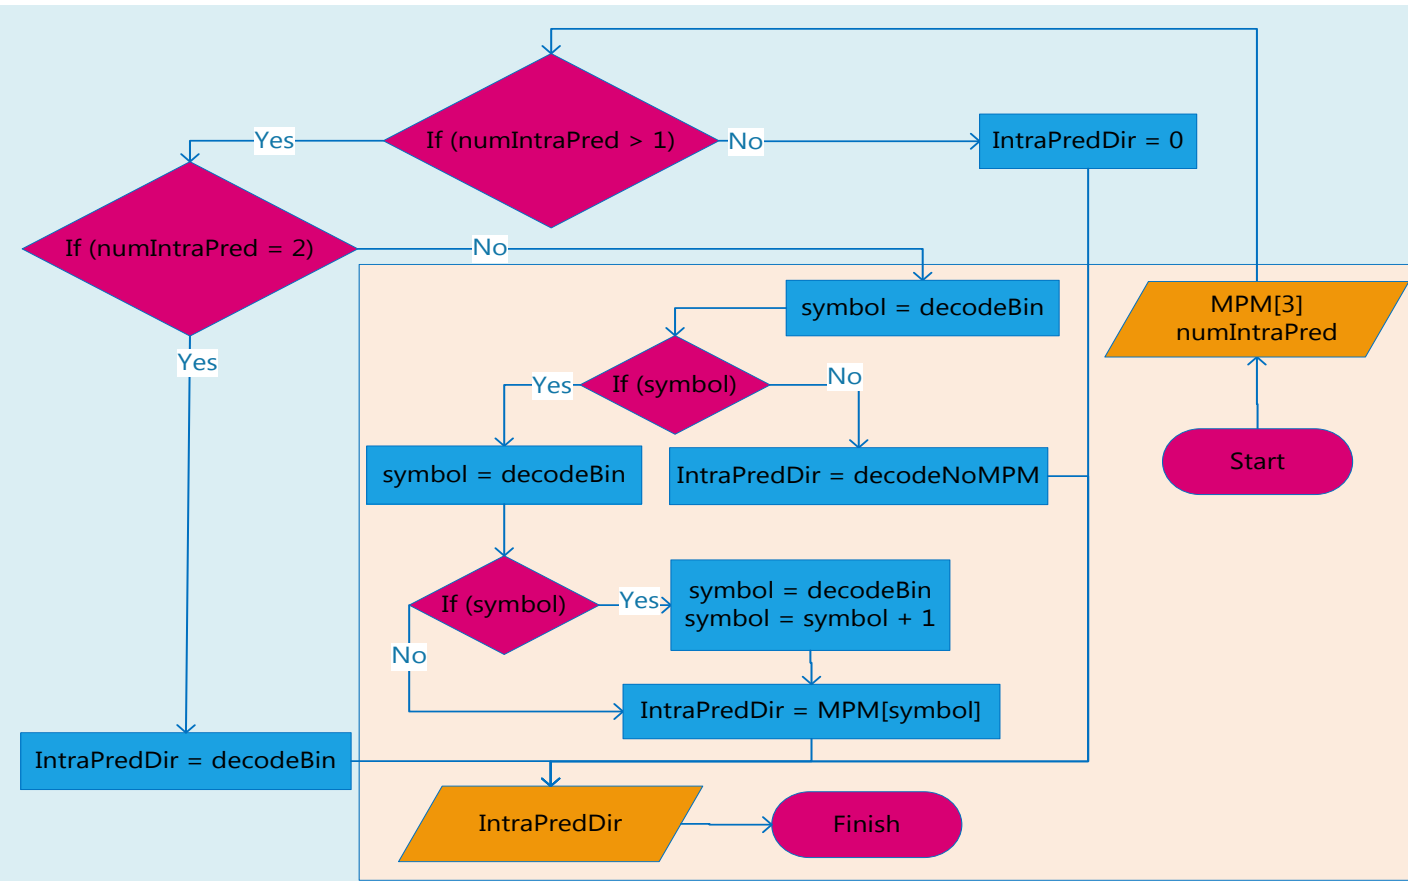 If (numIntraPred > 1)
Yes
No
IntraPredDir = 0
If (numIntraPred = 2)
No
Yes
symbol = decodeBin
MPM[3]
numIntraPred
If (symbol)
Yes
No
symbol = decodeBin
IntraPredDir = decodeNoMPM
Start
If (symbol)
Yes
No
symbol = decodeBin
symbol = symbol + 1
IntraPredDir = MPM[symbol]
IntraPredDir = decodeBin
IntraPredDir
Finish